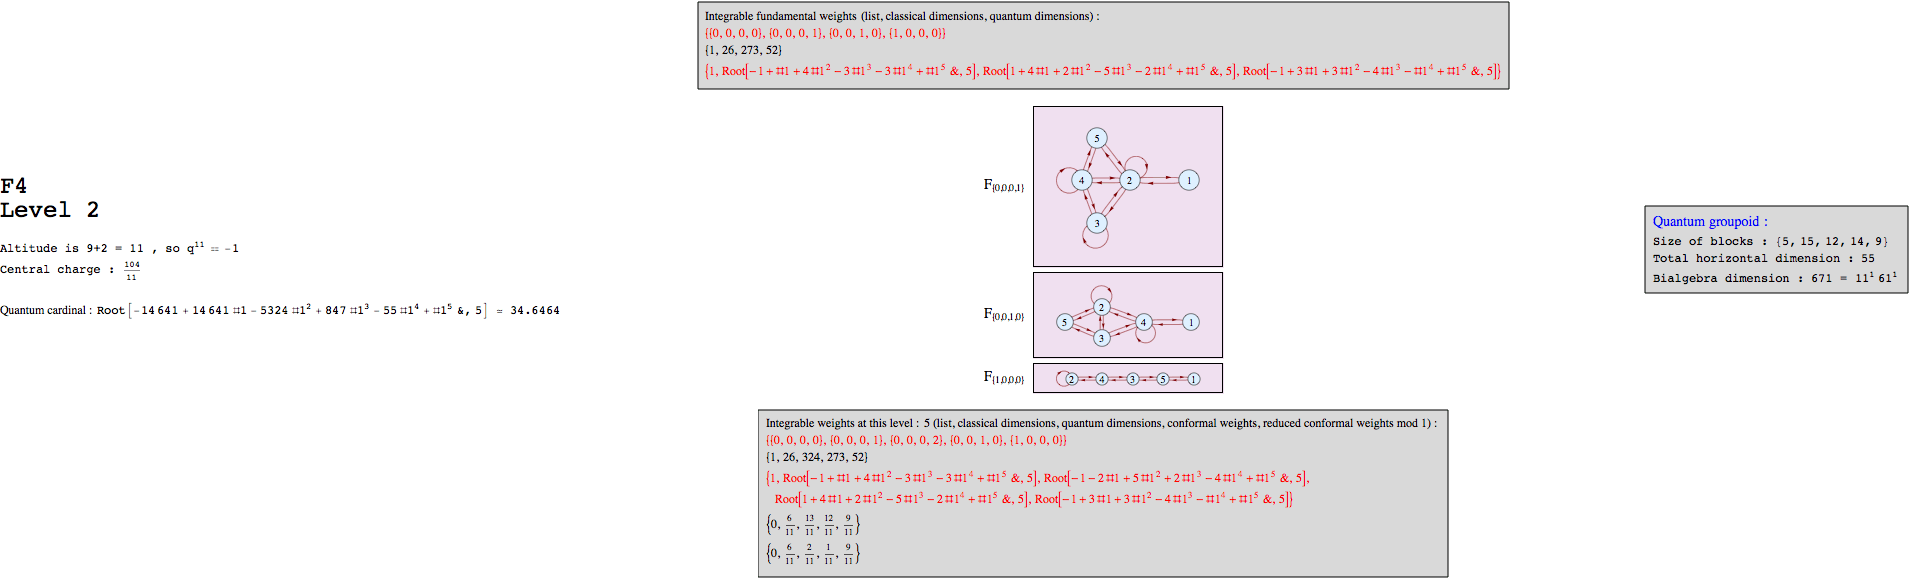 F4
Level 2
Altitude is 9+2 = 11 , so q^11 == -1
Central charge : 104/11
Quantum cardinal : Root[-14641 + 14641 #1 - 5324 #1^2 + 847 #1^3 - 55 #1^4 + #1^5 &, 5] ≃ 34.6464
Integrable fundamental weights (list, classical dimensions, quantum dimensions) :
{{0, 0, 0, 0}, {0, 0, 0, 1}, {0, 0, 1, 0}, {1, 0, 0, 0}}
{1, 26, 273, 52}
{1, Root[-1 + #1 + 4 #1^2 - 3 #1^3 - 3 #1^4 + #1^5 &, 5], Root[1 + 4 #1 + 2 #1^2 - 5 #1^3 - 2 #1^4 + #1^5 &, 5], Root[-1 + 3 #1 + 3 #1^2 - 4 #1^3 - #1^4 + #1^5 &, 5]}
F{0,0,0,1}
5
4 2 1
3
F{0,0,1,0}
2
5 4 1
3
F{1,0,0,0}
2 4 3 5 1
Integrable weights at this level : 5 (list, classical dimensions, quantum dimensions, conformal weights, reduced conformal weights mod 1) :
{{0, 0, 0, 0}, {0, 0, 0, 1}, {0, 0, 0, 2}, {0, 0, 1, 0}, {1, 0, 0, 0}}
{1, 26, 324, 273, 52}
{1, Root[-1 + #1 + 4 #1^2 - 3 #1^3 - 3 #1^4 + #1^5 &, 5], Root[-1 - 2 #1 + 5 #1^2 + 2 #1^3 - 4 #1^4 + #1^5 &, 5],
Root[1 + 4 #1 + 2 #1^2 - 5 #1^3 - 2 #1^4 + #1^5 &, 5], Root[-1 + 3 #1 + 3 #1^2 - 4 #1^3 - #1^4 + #1^5 &, 5]}
{0, 6/11, 13/11, 12/11, 9/11}
{0, 6/11, 2/11, 1/11, 9/11}
Quantum groupoid :
Size of blocks : {5, 15, 12, 14, 9}
Total horizontal dimension : 55
Bialgebra dimension : 671 = 11^1 61^1